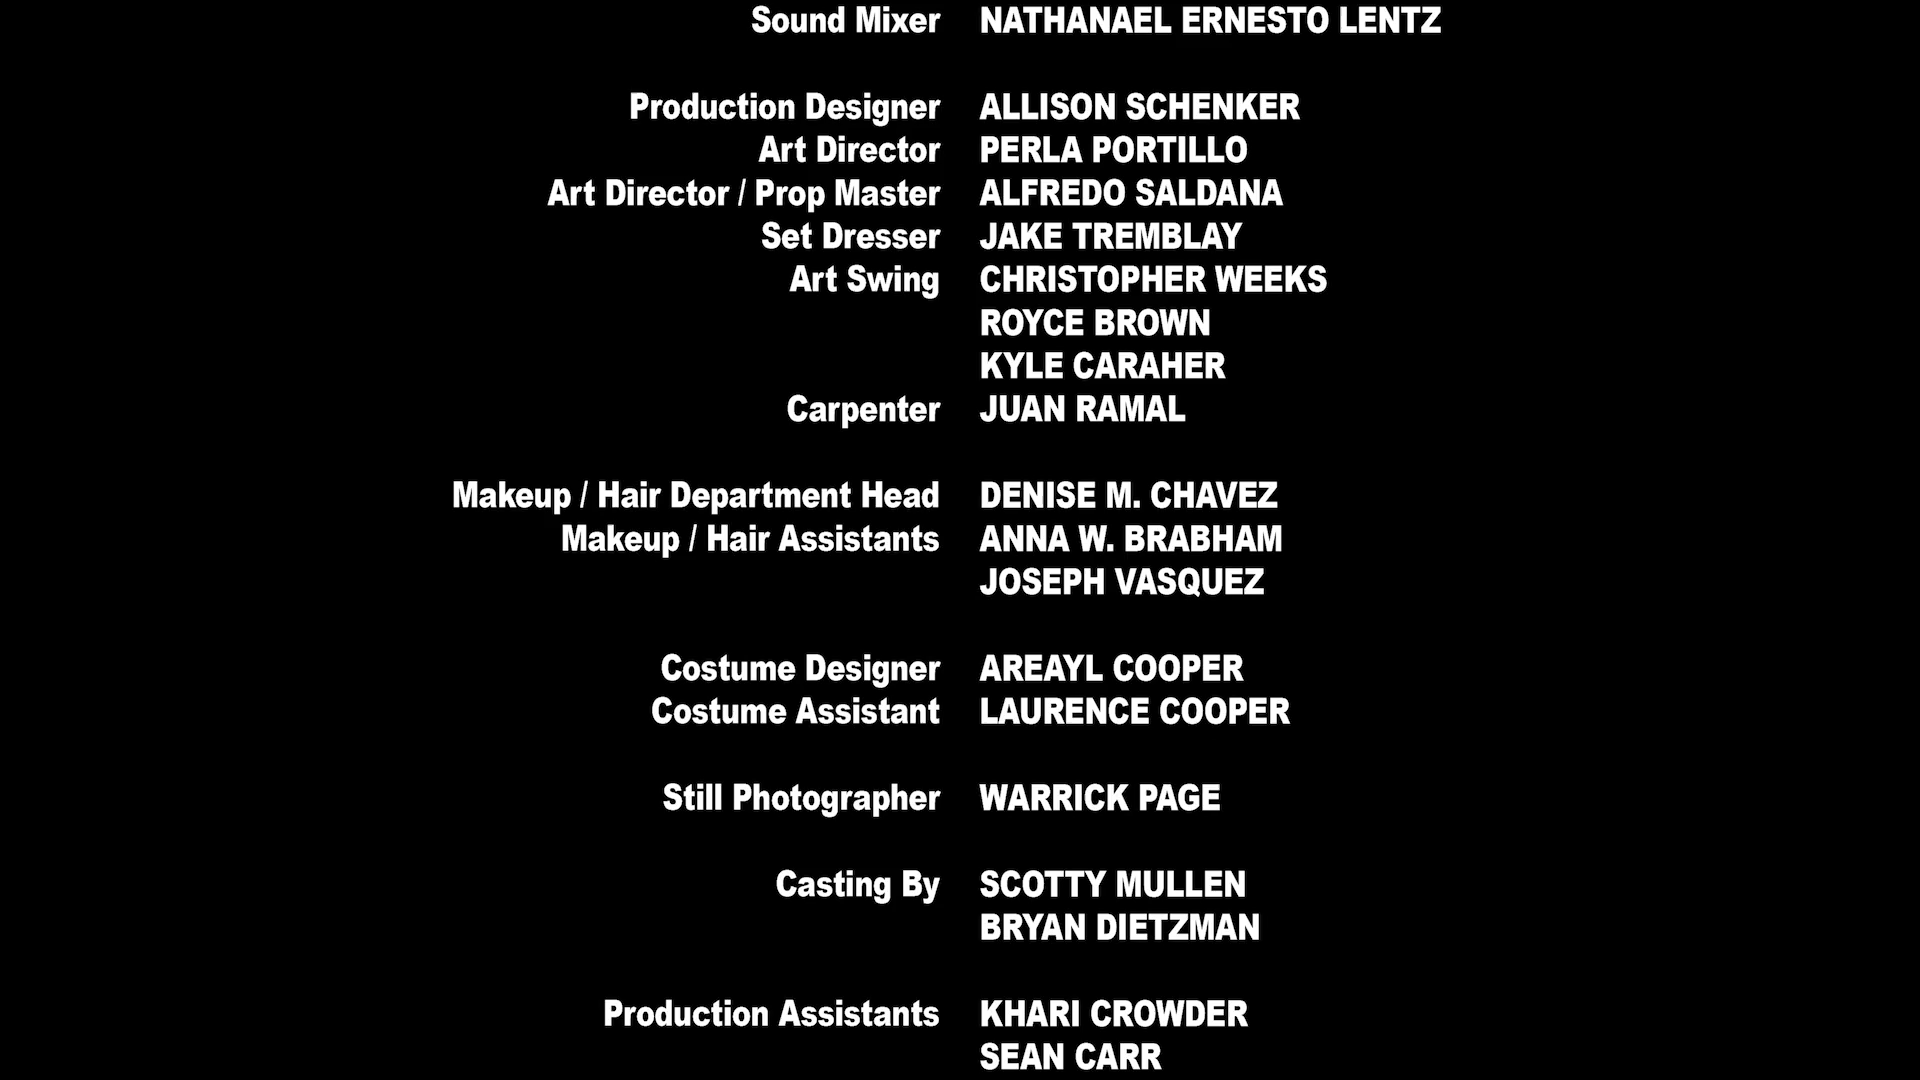 Sound Mixer NATHANAEL ERNESTO LENTZ
Production Designer ALLISON SCHENKER
Art Director PERLA PORTILLO
Art Director / Prop Master ALFREDO SALDANA
Set Dresser JAKE TREMBLAY
Art Swing CHRISTOPHER WEEKS
ROYCE BROWN
KYLE CARAHER
Carpenter JUAN RAMAL
Makeup / Hair Department Head DENISE M. CHAVEZ
Makeup / Hair Assistants ANNA W. BRABHAM
JOSEPH VASQUEZ
Costume Designer AREAYL COOPER
Costume Assistant LAURENCE COOPER
Still Photographer WARRICK PAGE
Casting By SCOTTY MULLEN
BRYAN DIETZMAN
Production Assistants KHARI CROWDER
SEAN CARR